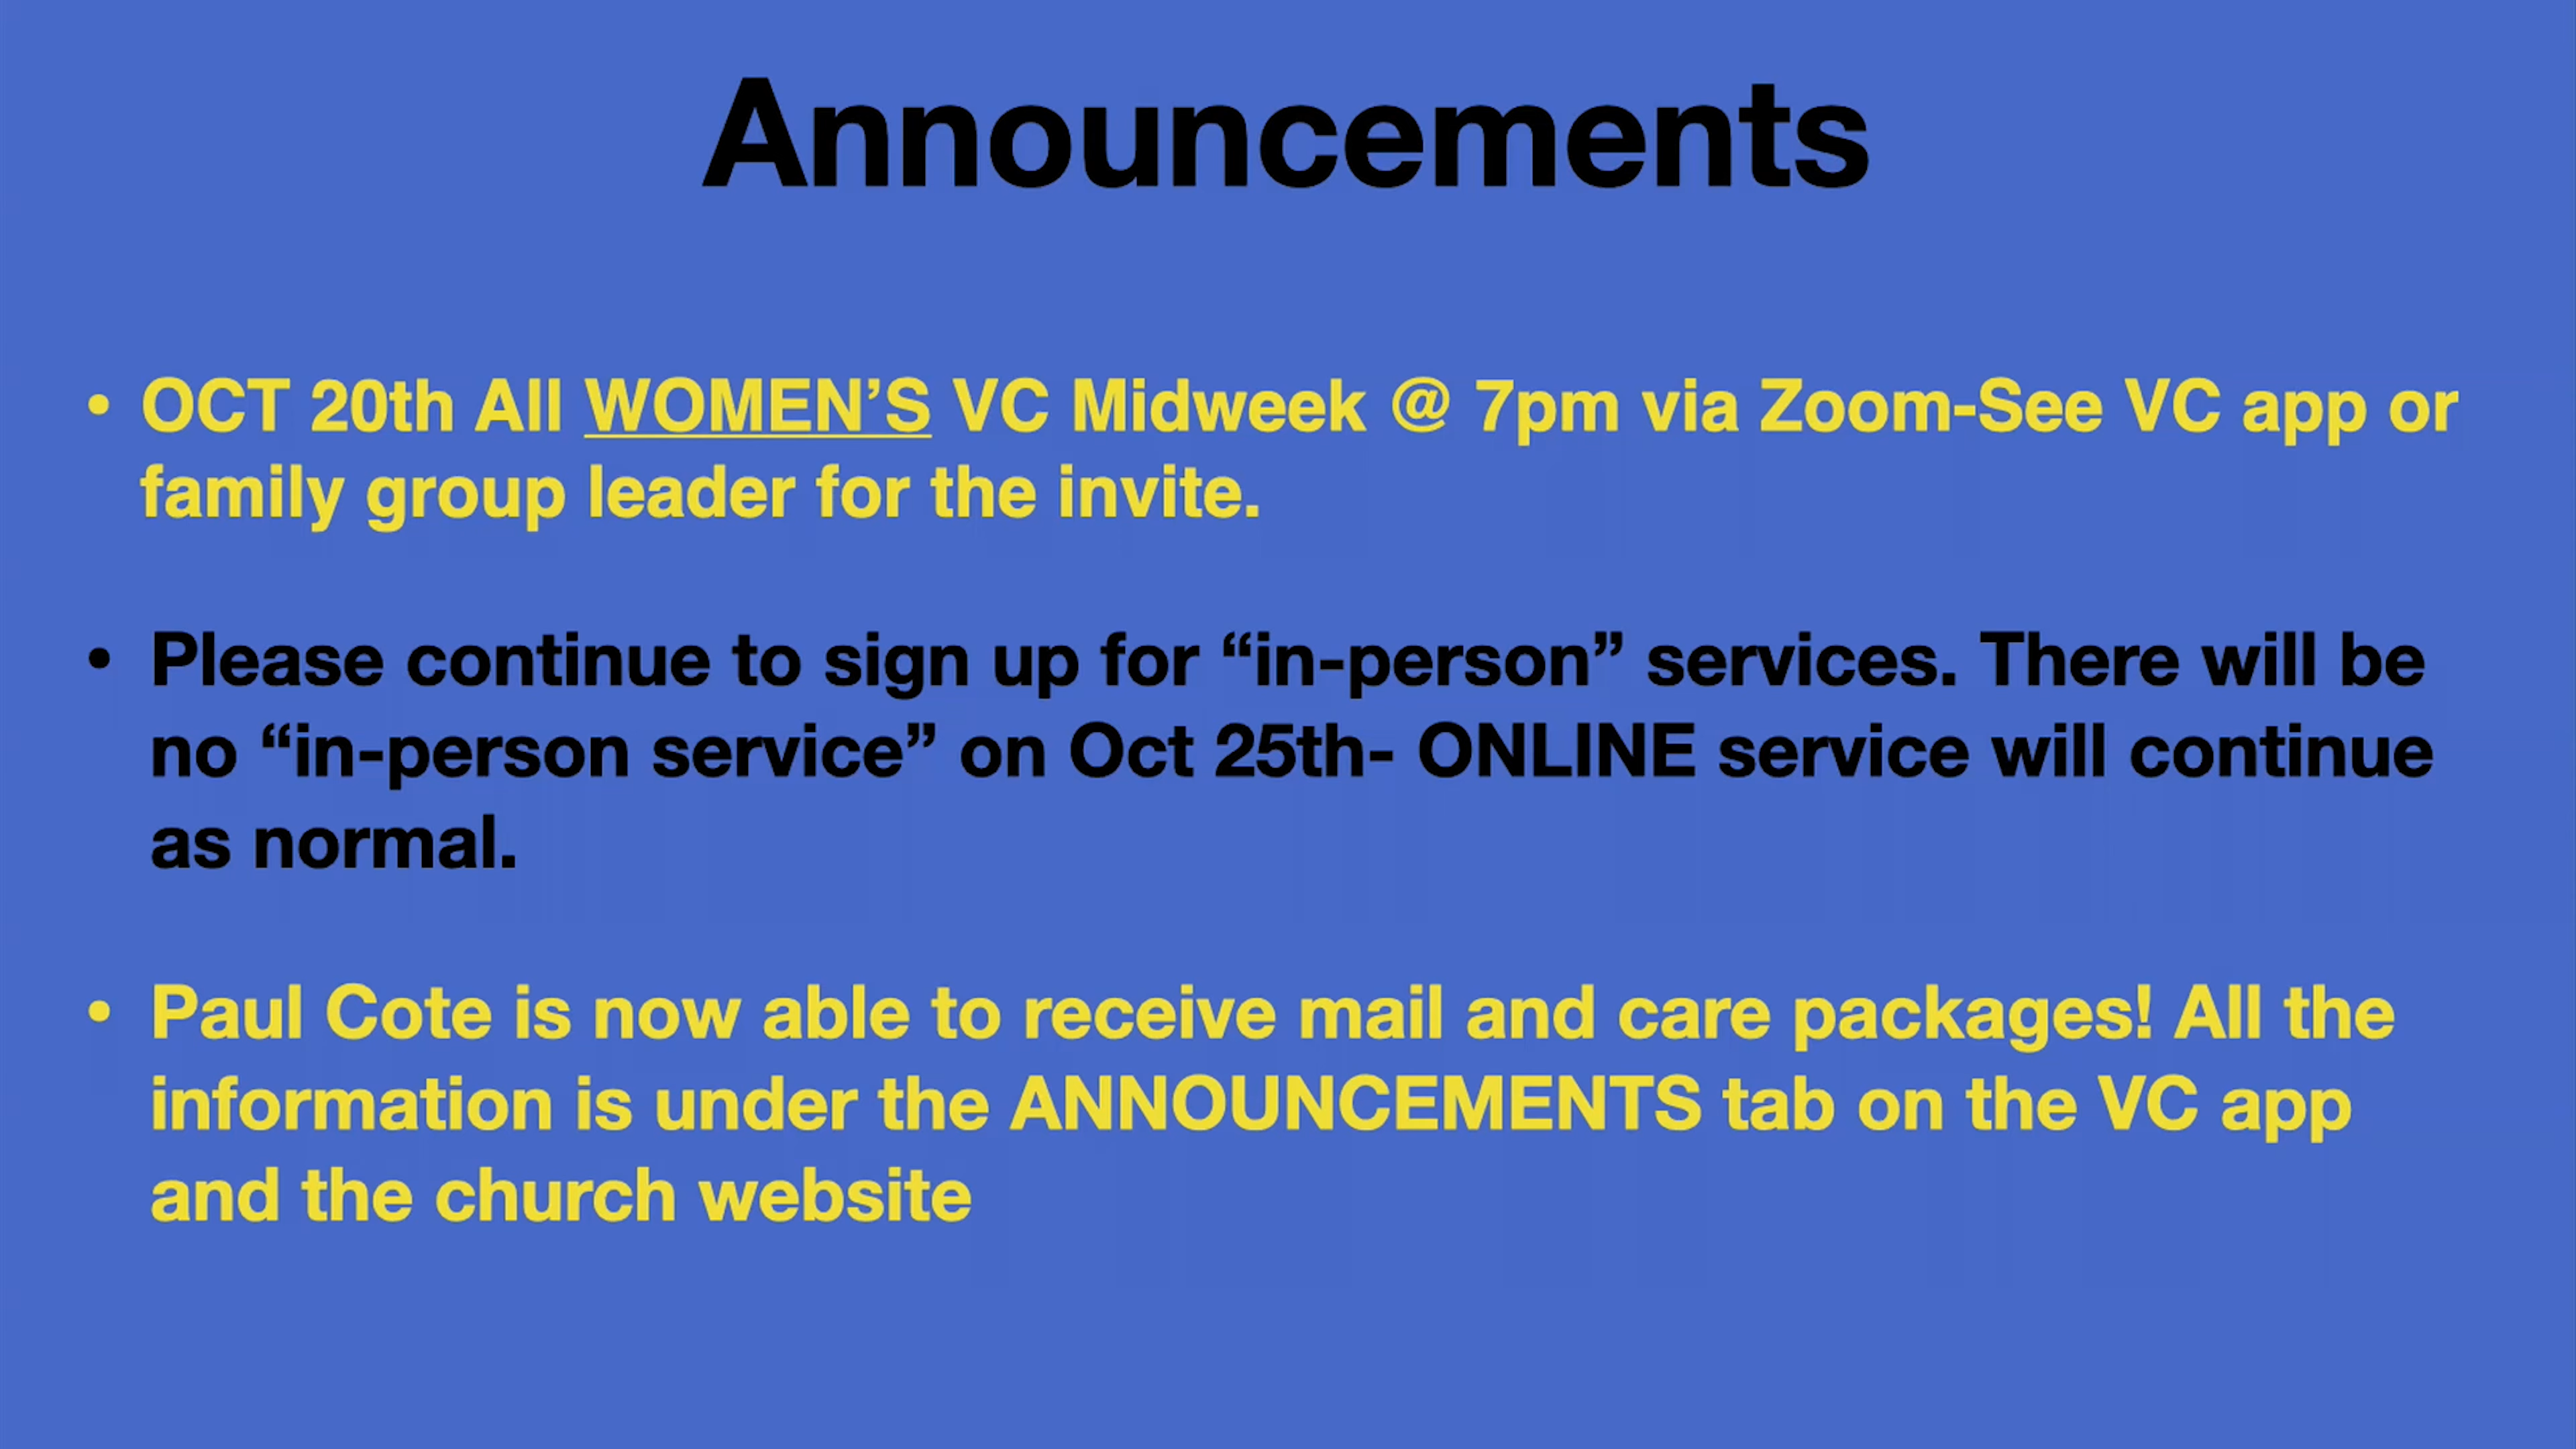 Announcements
• OCT 20th All WOMEN’S VC Midweek @ 7pm via Zoom-See VC app or
family group leader for the invite.
• Please continue to sign up for “in-person” services. There will be
no “in-person service” on Oct 25th- ONLINE service will continue
as normal.
• Paul Cote is now able to receive mail and care packages! All the
information is under the ANNOUNCEMENTS tab on the VC app
and the church website